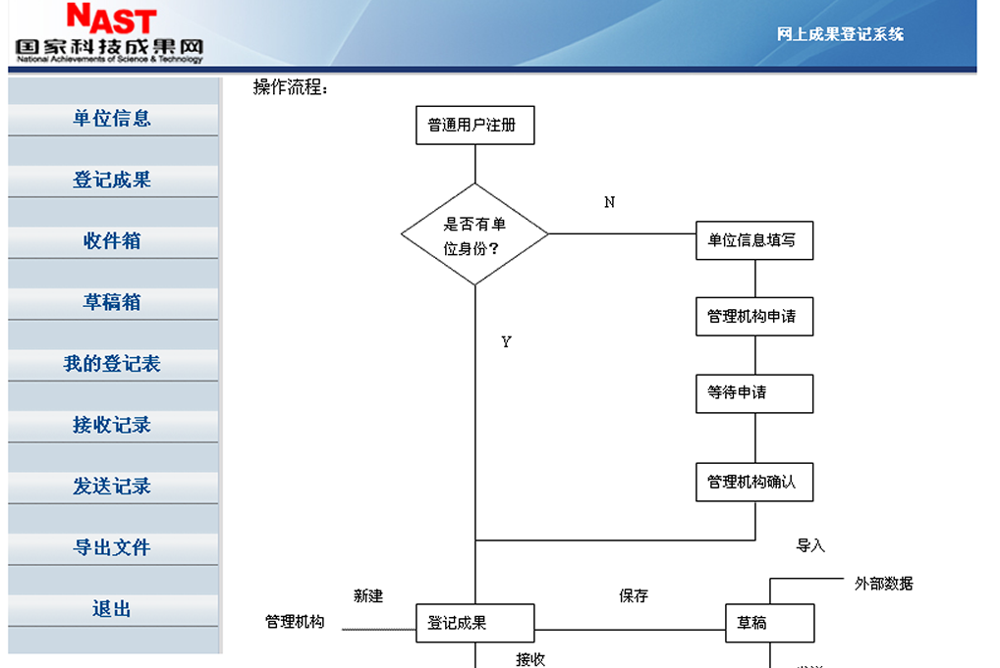 NAST
国家科技成果网
National Achievements of Science & Technology
网上成果登记系统
单位信息
登记成果
收件箱
草稿箱
我的登记表
接收记录
发送记录
导出文件
退出
操作流程：
普通用户注册
是否有单
位身份？
N
单位信息填写
管理机构申请
Y
等待申请
管理机构确认
导入
外部数据
新建
保存
管理机构
登记成果
草稿
接收